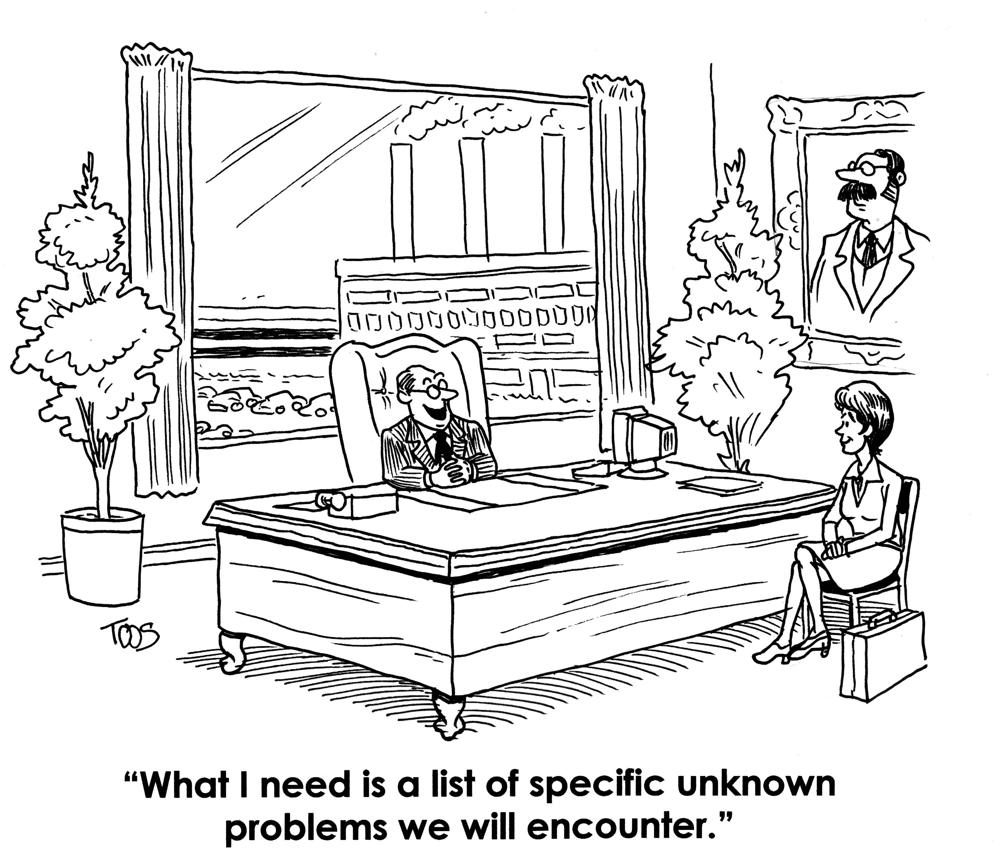 TOOS
“What I need is a list of specific unknown
problems we will encounter.”